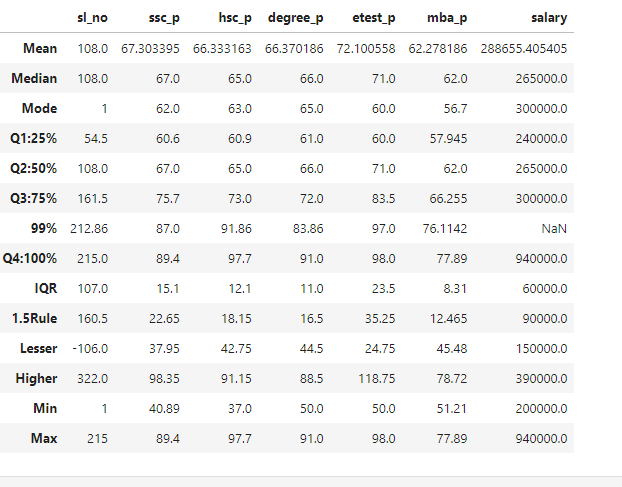 sl_no ssc_p hsc_p degree_p etest_p mba_p salary
Mean 108.0 67.303395 66.333163 66.370186 72.100558 62.278186 288655.405405
Median 108.0 67.0 65.0 66.0 71.0 62.0 265000.0
Mode 1 62.0 63.0 65.0 60.0 56.7 300000.0
Q1:25% 54.5 60.6 60.9 61.0 60.0 57.945 240000.0
Q2:50% 108.0 67.0 65.0 66.0 71.0 62.0 265000.0
Q3:75% 161.5 75.7 73.0 72.0 83.5 66.255 300000.0
99% 212.86 87.0 91.86 83.86 97.0 76.1142 NaN
Q4:100% 215.0 89.4 97.7 91.0 98.0 77.89 940000.0
IQR 107.0 15.1 12.1 11.0 23.5 8.31 60000.0
1.5Rule 160.5 22.65 18.15 16.5 35.25 12.465 90000.0
Lesser -106.0 37.95 42.75 44.5 24.75 45.48 150000.0
Higher 322.0 98.35 91.15 88.5 118.75 78.72 390000.0
Min 1 40.89 37.0 50.0 50.0 51.21 200000.0
Max 215 89.4 97.7 91.0 98.0 77.89 940000.0